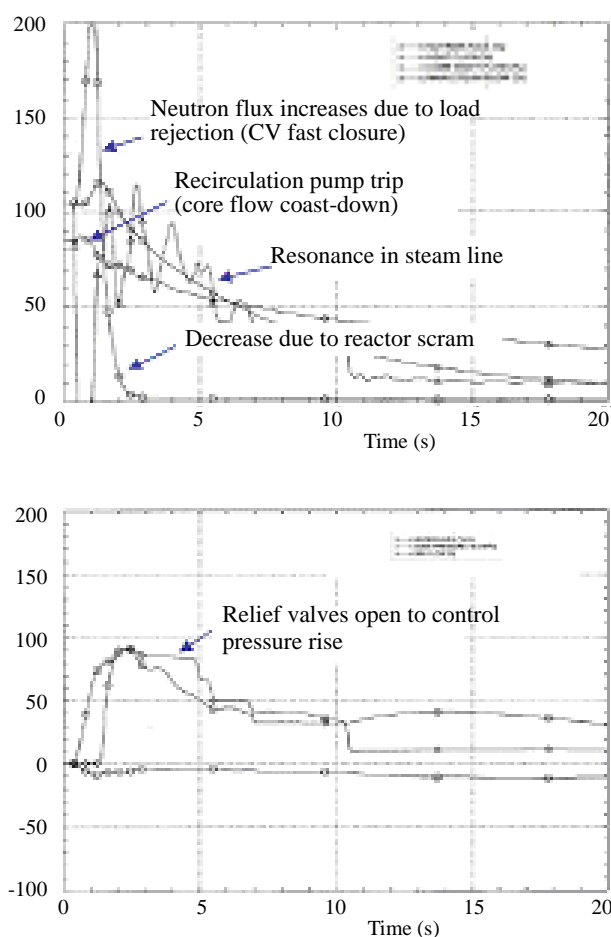 200
150
100
50
0
Neutron flux increases due to load
rejection (CV fast closure)
Recirculation pump trip
(core flow coast-down)
Resonance in steam line
Decrease due to reactor scram
0 5 10 15 20
Time (s)
200
150
100
50
0
-50
-100
Relief valves open to control
pressure rise
0 5 10 15 20
Time (s)